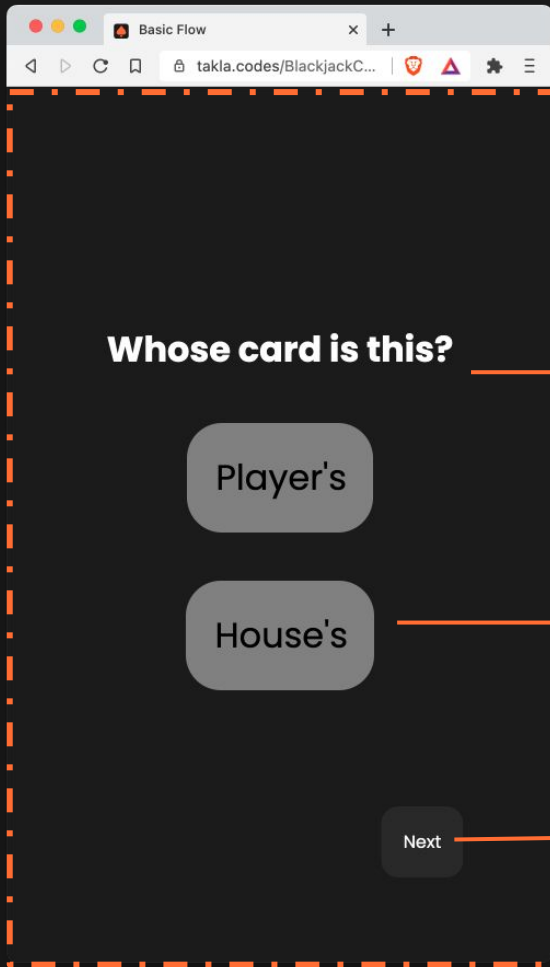 Basic Flow
takla.codes/BlackjackC...
Whose card is this?
Player's
House's
Next